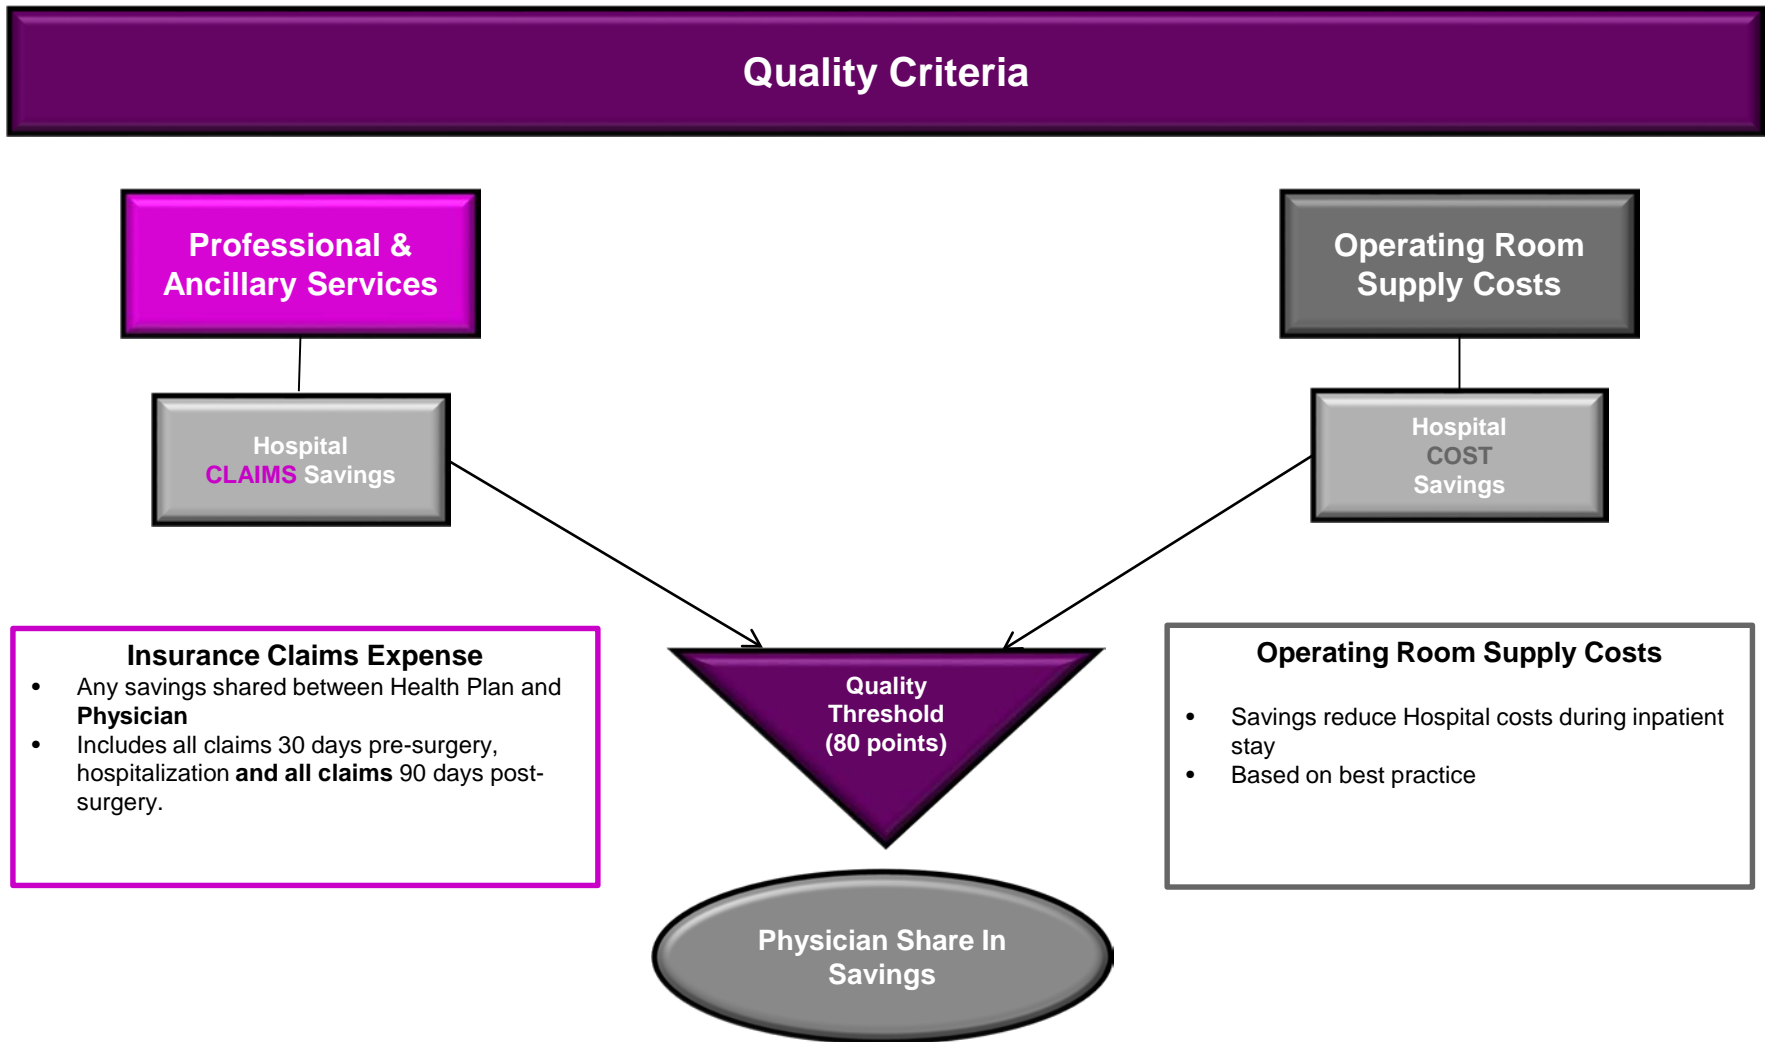 Quality Criteria
Professional &
Ancillary Services
Operating Room
Supply Costs
Hospital
CLAIMS Savings
Hospital
COST
Savings
Insurance Claims Expense
• Any savings shared between Health Plan and
Physician
• Includes all claims 30 days pre-surgery,
hospitalization and all claims 90 days post-
surgery.
Quality
Threshold
(80 points)
Operating Room Supply Costs
• Savings reduce Hospital costs during inpatient
stay
• Based on best practice
Physician Share In
Savings